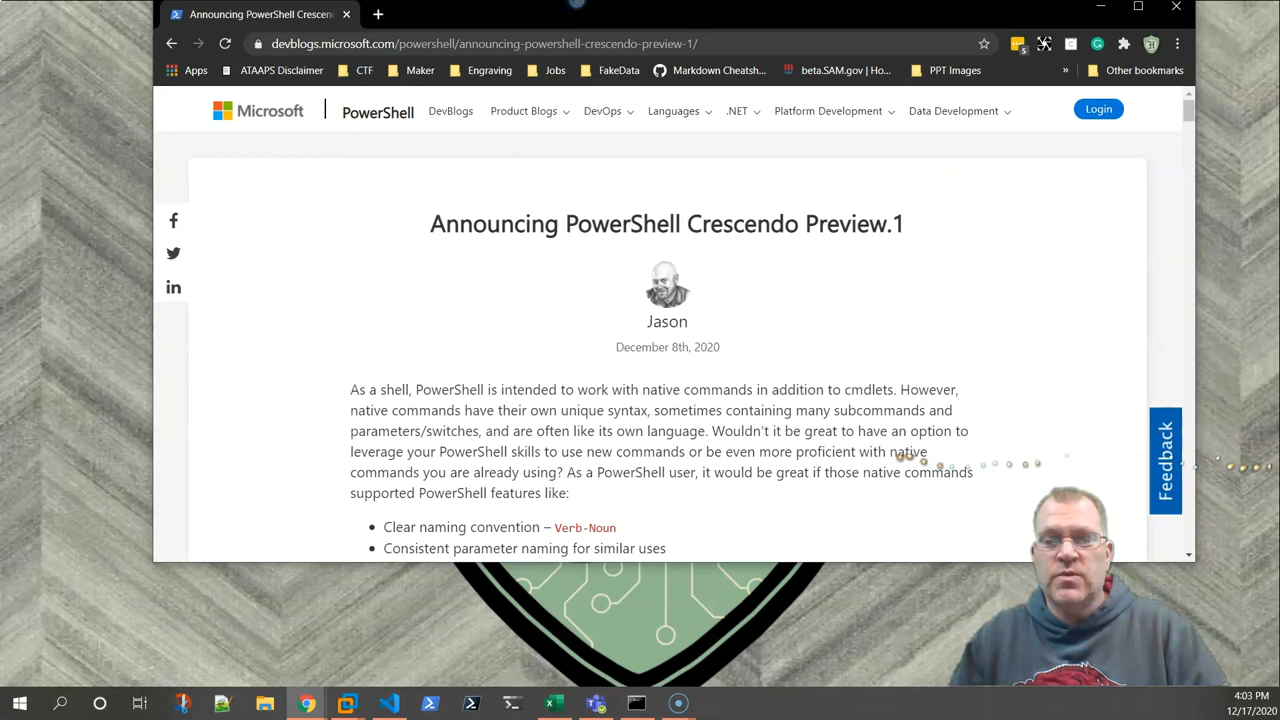 Announcing PowerShell Crescen
devblogs.microsoft.com/powershell/announcing-powershell-crescendo-preview-1/
5
Apps
ATAAPS Disclaimer
CTF
Maker
Engraving
Jobs
FakeData
Markdown Cheatsh...
beta.SAM.gov | Ho...
PPT Images
»
Other bookmarks
Microsoft
PowerShell
DevBlogs
Product Blogs
DevOps
Languages
.NET
Platform Development
Data Development
Login
Announcing PowerShell Crescendo Preview.1
Jason
December 8th, 2020
As a shell, PowerShell is intended to work with native commands in addition to cmdlets. However,
native commands have their own unique syntax, sometimes containing many subcommands and
parameters/switches, and are often like its own language. Wouldn't it be great to have an option to
leverage your PowerShell skills to use new commands or be even more proficient with native
commands you are already using? As a PowerShell user, it would be great if those native commands
supported PowerShell features like:
• Clear naming convention – Verb-Noun
• Consistent parameter naming for similar uses
Feedback
4:03 PM
12/17/2020